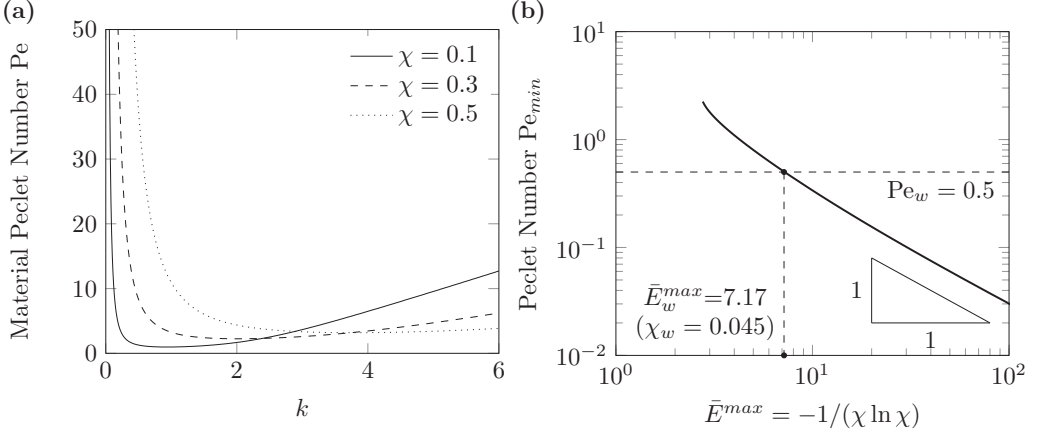 (a)
Material Peclet Number Pe
50
40
30
20
10
0
0
2
4
6
k
χ = 0.1
χ = 0.3
χ = 0.5
(b)
Peclet Number Pe_{min}
10^1
10^0
10^{−1}
10^{−2}
10^0
10^1
10^2
Pe_w = 0.5
Ē_w^{max}=7.17
(χ_w = 0.045)
1
1
Ē^{max} = −1/(χ ln χ)